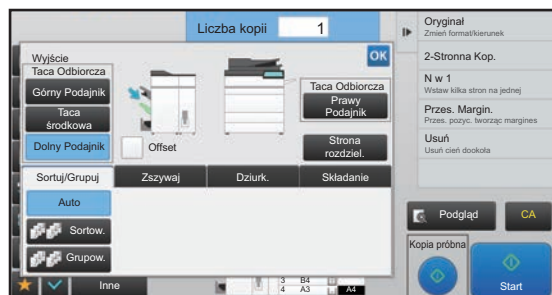 Liczba kopii 1
OK
Wyjście
Taca Odbiorcza
Górny Podajnik
Taca
środkowa
Dolny Podajnik
Offset
Taca Odbiorcza
Prawy
Podajnik
Strona
rozdziel.
Sortuj/Grupuj
Zszywaj
Dziurk.
Składanie
Auto
Sortow.
Grupow.
Inne
3 B4
4 A3
A4
Oryginał
Zmień format/kierunek
2-Stronna Kop.
N w 1
Wstaw kilka stron na jednej
Przes. Margin.
Przes. pozyc. tworząc margines
Usuń
Usuń cień dookoła
Podgląd
CA
Kopia próbna
Start